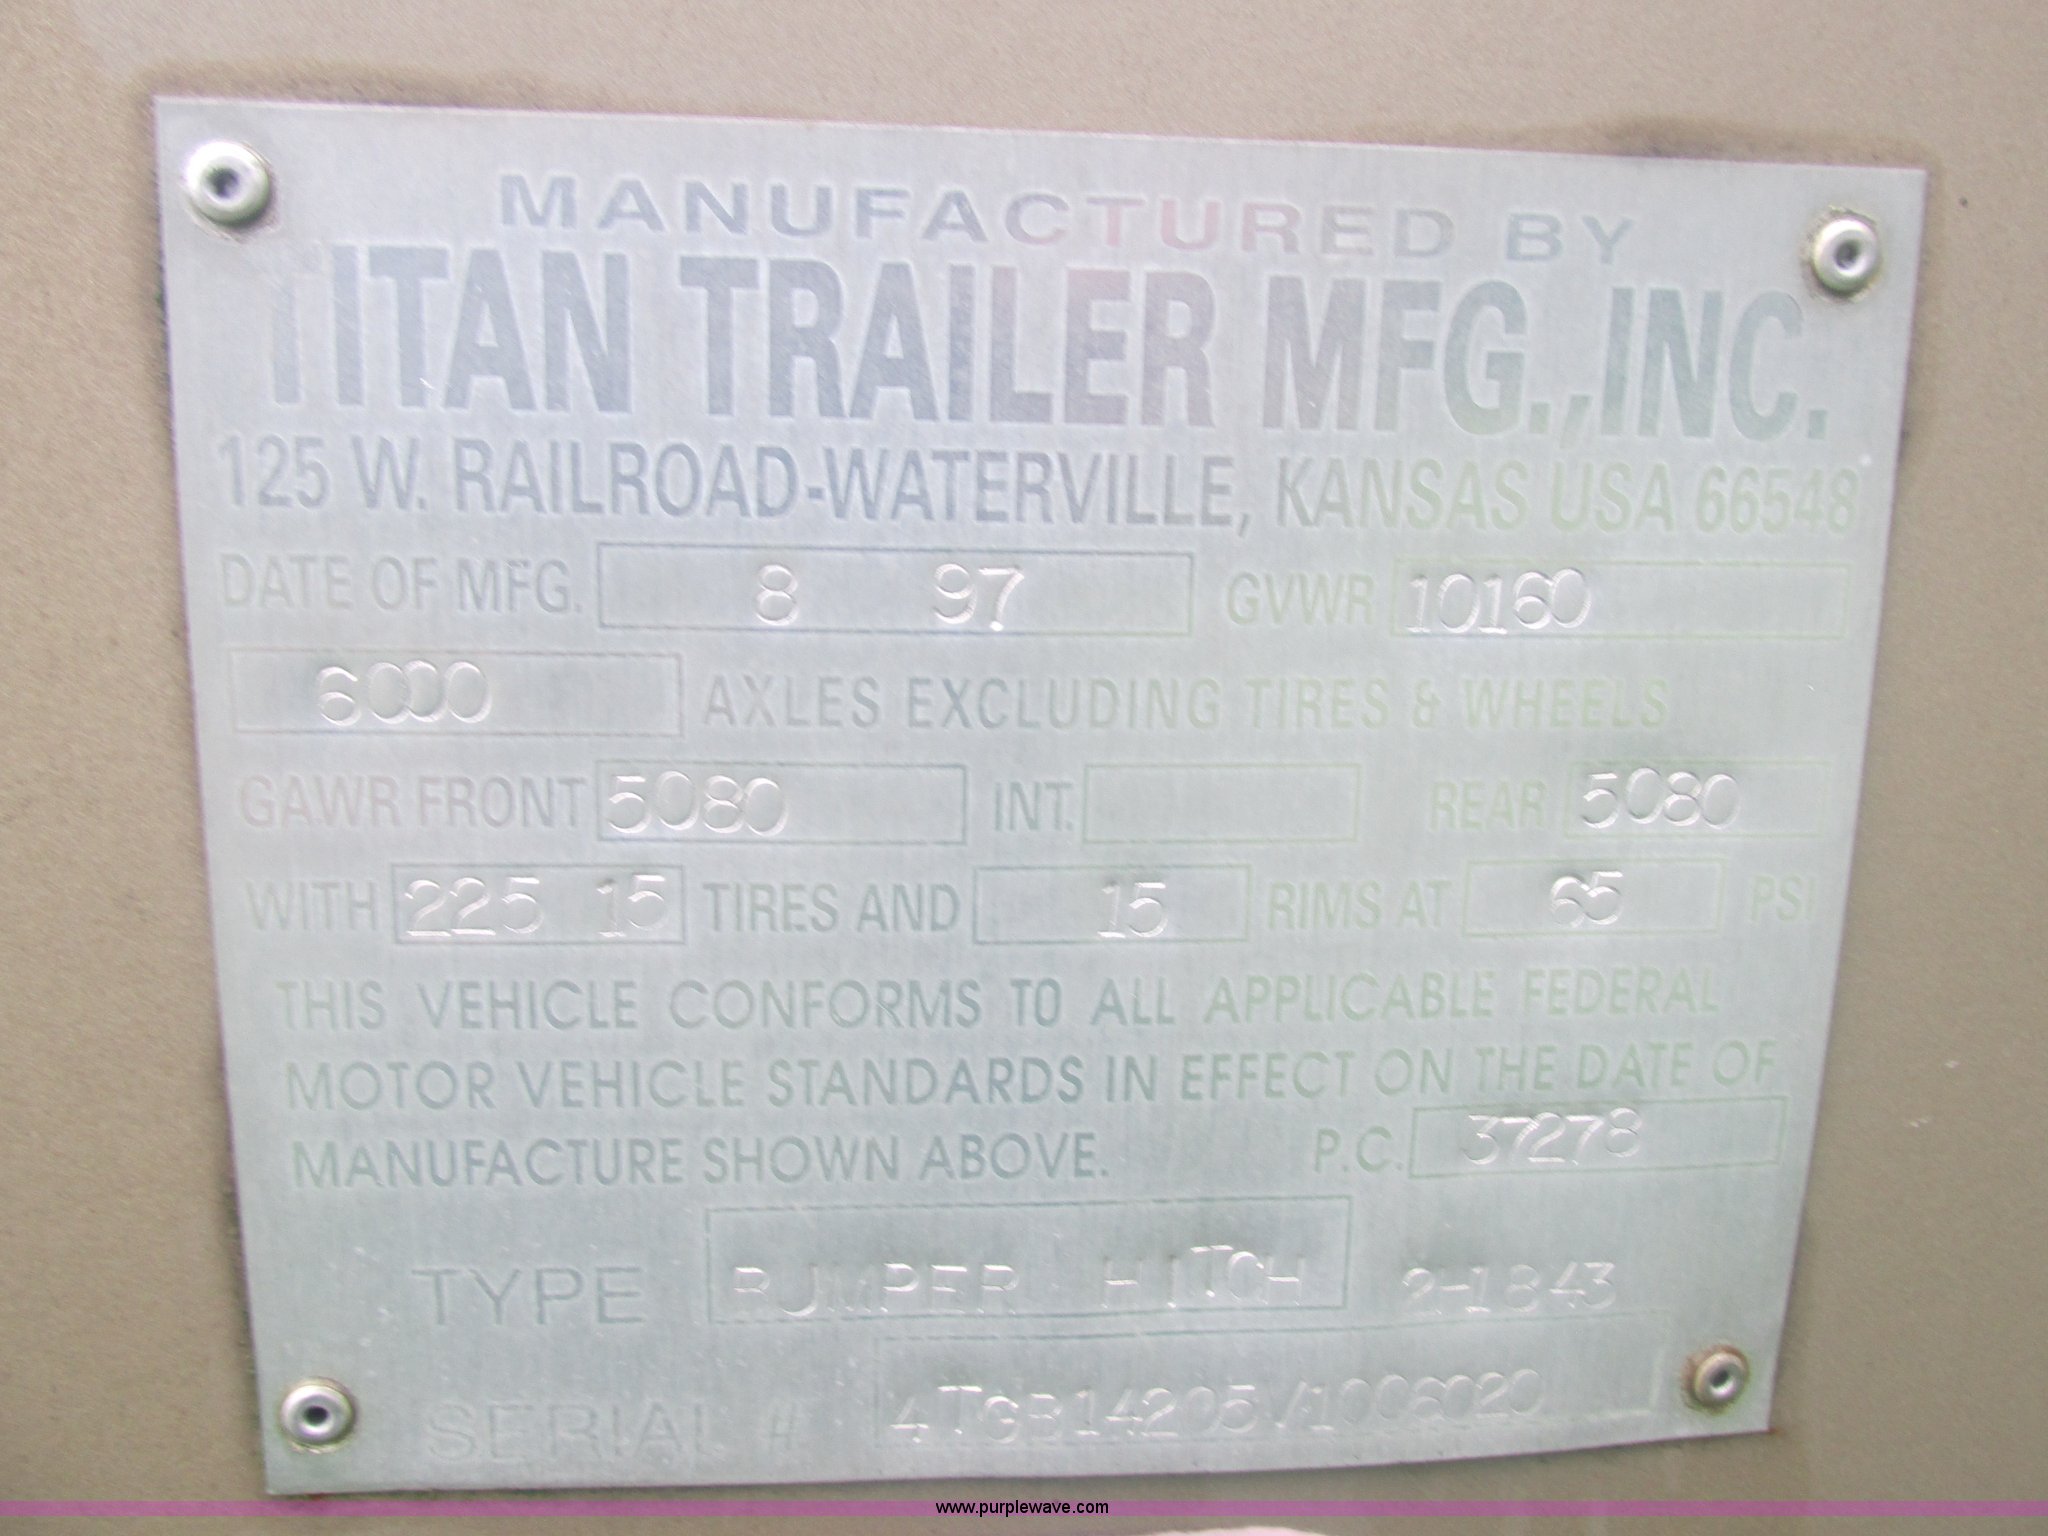 MANUFACTURED BY
TITAN TRAILER MFG., INC.
125 W. RAILROAD-WATERVILLE, KANSAS USA 66548
DATE OF MFG. 8 97 GVWR 10160
6000 AXLES EXCLUDING TIRES & WHEELS
GAWR FRONT 5080 INT. REAR 5080
WITH 225 15 TIRES AND 15 RIMS AT 65 PSI
THIS VEHICLE CONFORMS TO ALL APPLICABLE FEDERAL
MOTOR VEHICLE STANDARDS IN EFFECT ON THE DATE OF
MANUFACTURE SHOWN ABOVE. P.C. 37278
TYPE BUMPER HITCH 2-1843
SERIAL # 4TGB14205V1006020
www.purplewave.com